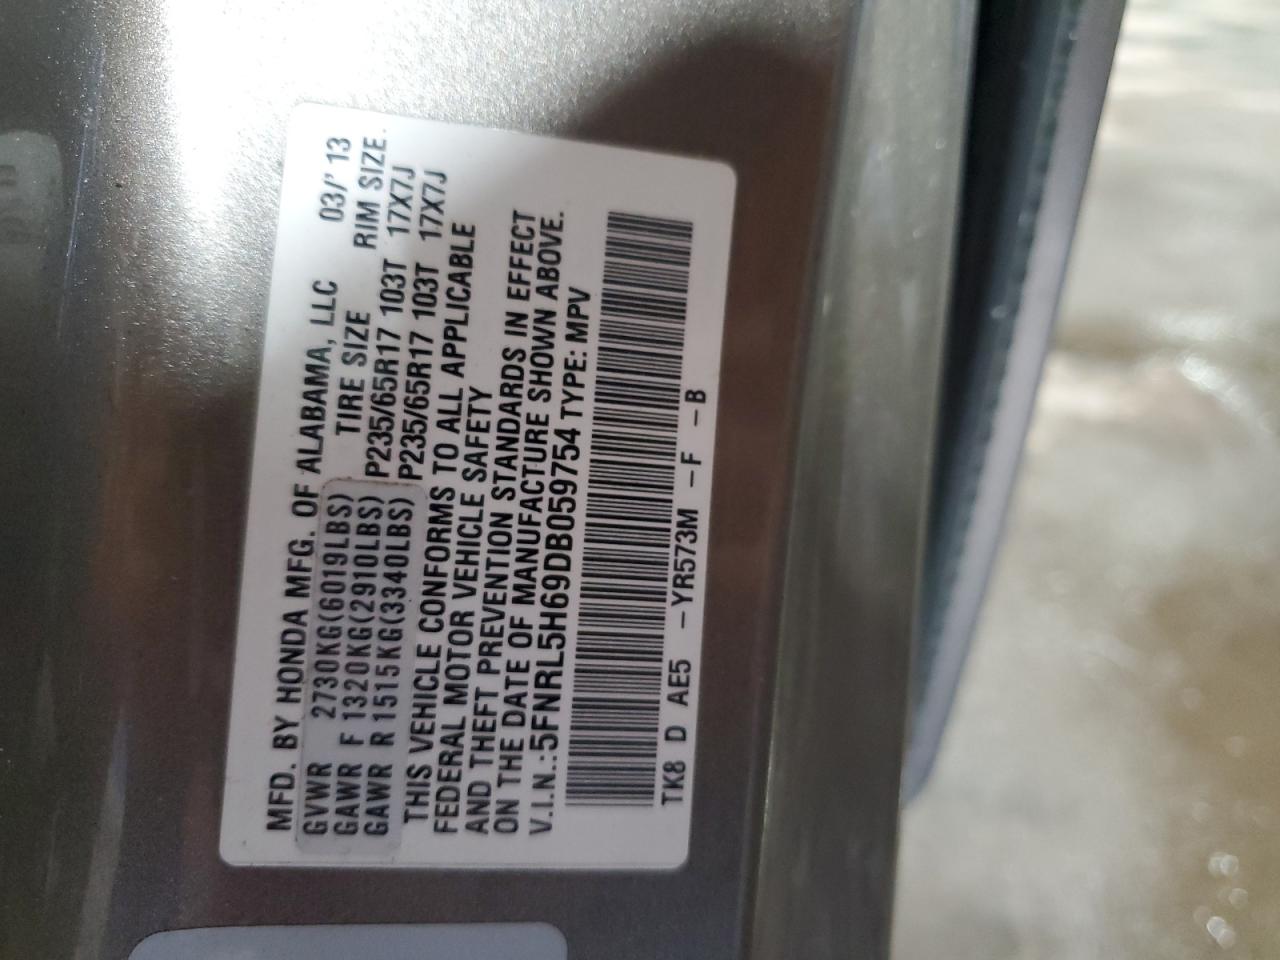 MFD. BY HONDA MFG. OF ALABAMA, LLC 03/'13
GVWR 2730KG(6019LBS) TIRE SIZE RIM SIZE.
GAWR F 1320KG(2910LBS) P235/65R17 103T 17X7J
GAWR R 1515KG(3340LBS) P235/65R17 103T 17X7J
THIS VEHICLE CONFORMS TO ALL APPLICABLE
FEDERAL MOTOR VEHICLE SAFETY
AND THEFT PREVENTION STANDARDS IN EFFECT
ON THE DATE OF MANUFACTURE SHOWN ABOVE.
V.I.N.:5FNRL5H69DB059754 TYPE: MPV
TK8 D AE5 -YR573M -F -B